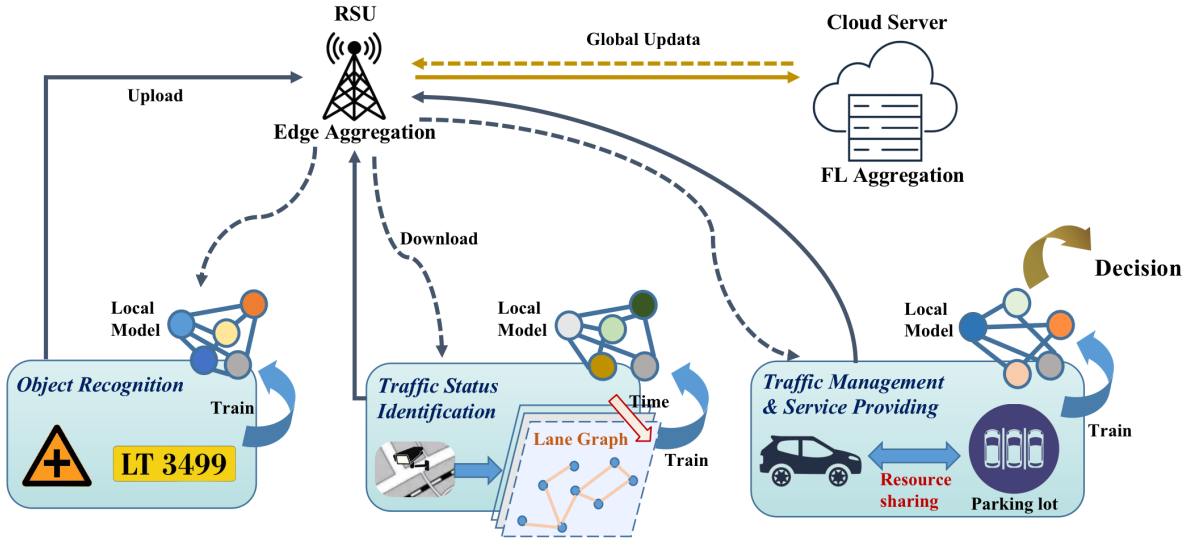 RSU
Cloud Server
Global Updata
Upload
Edge Aggregation
FL Aggregation
Download
Decision
Local
Model
Local
Model
Local
Model
Object Recognition
Train
LT 3499
Traffic Status
Identification
Time
Lane Graph
Train
Traffic Management
& Service Providing
Train
Resource
sharing
Parking lot